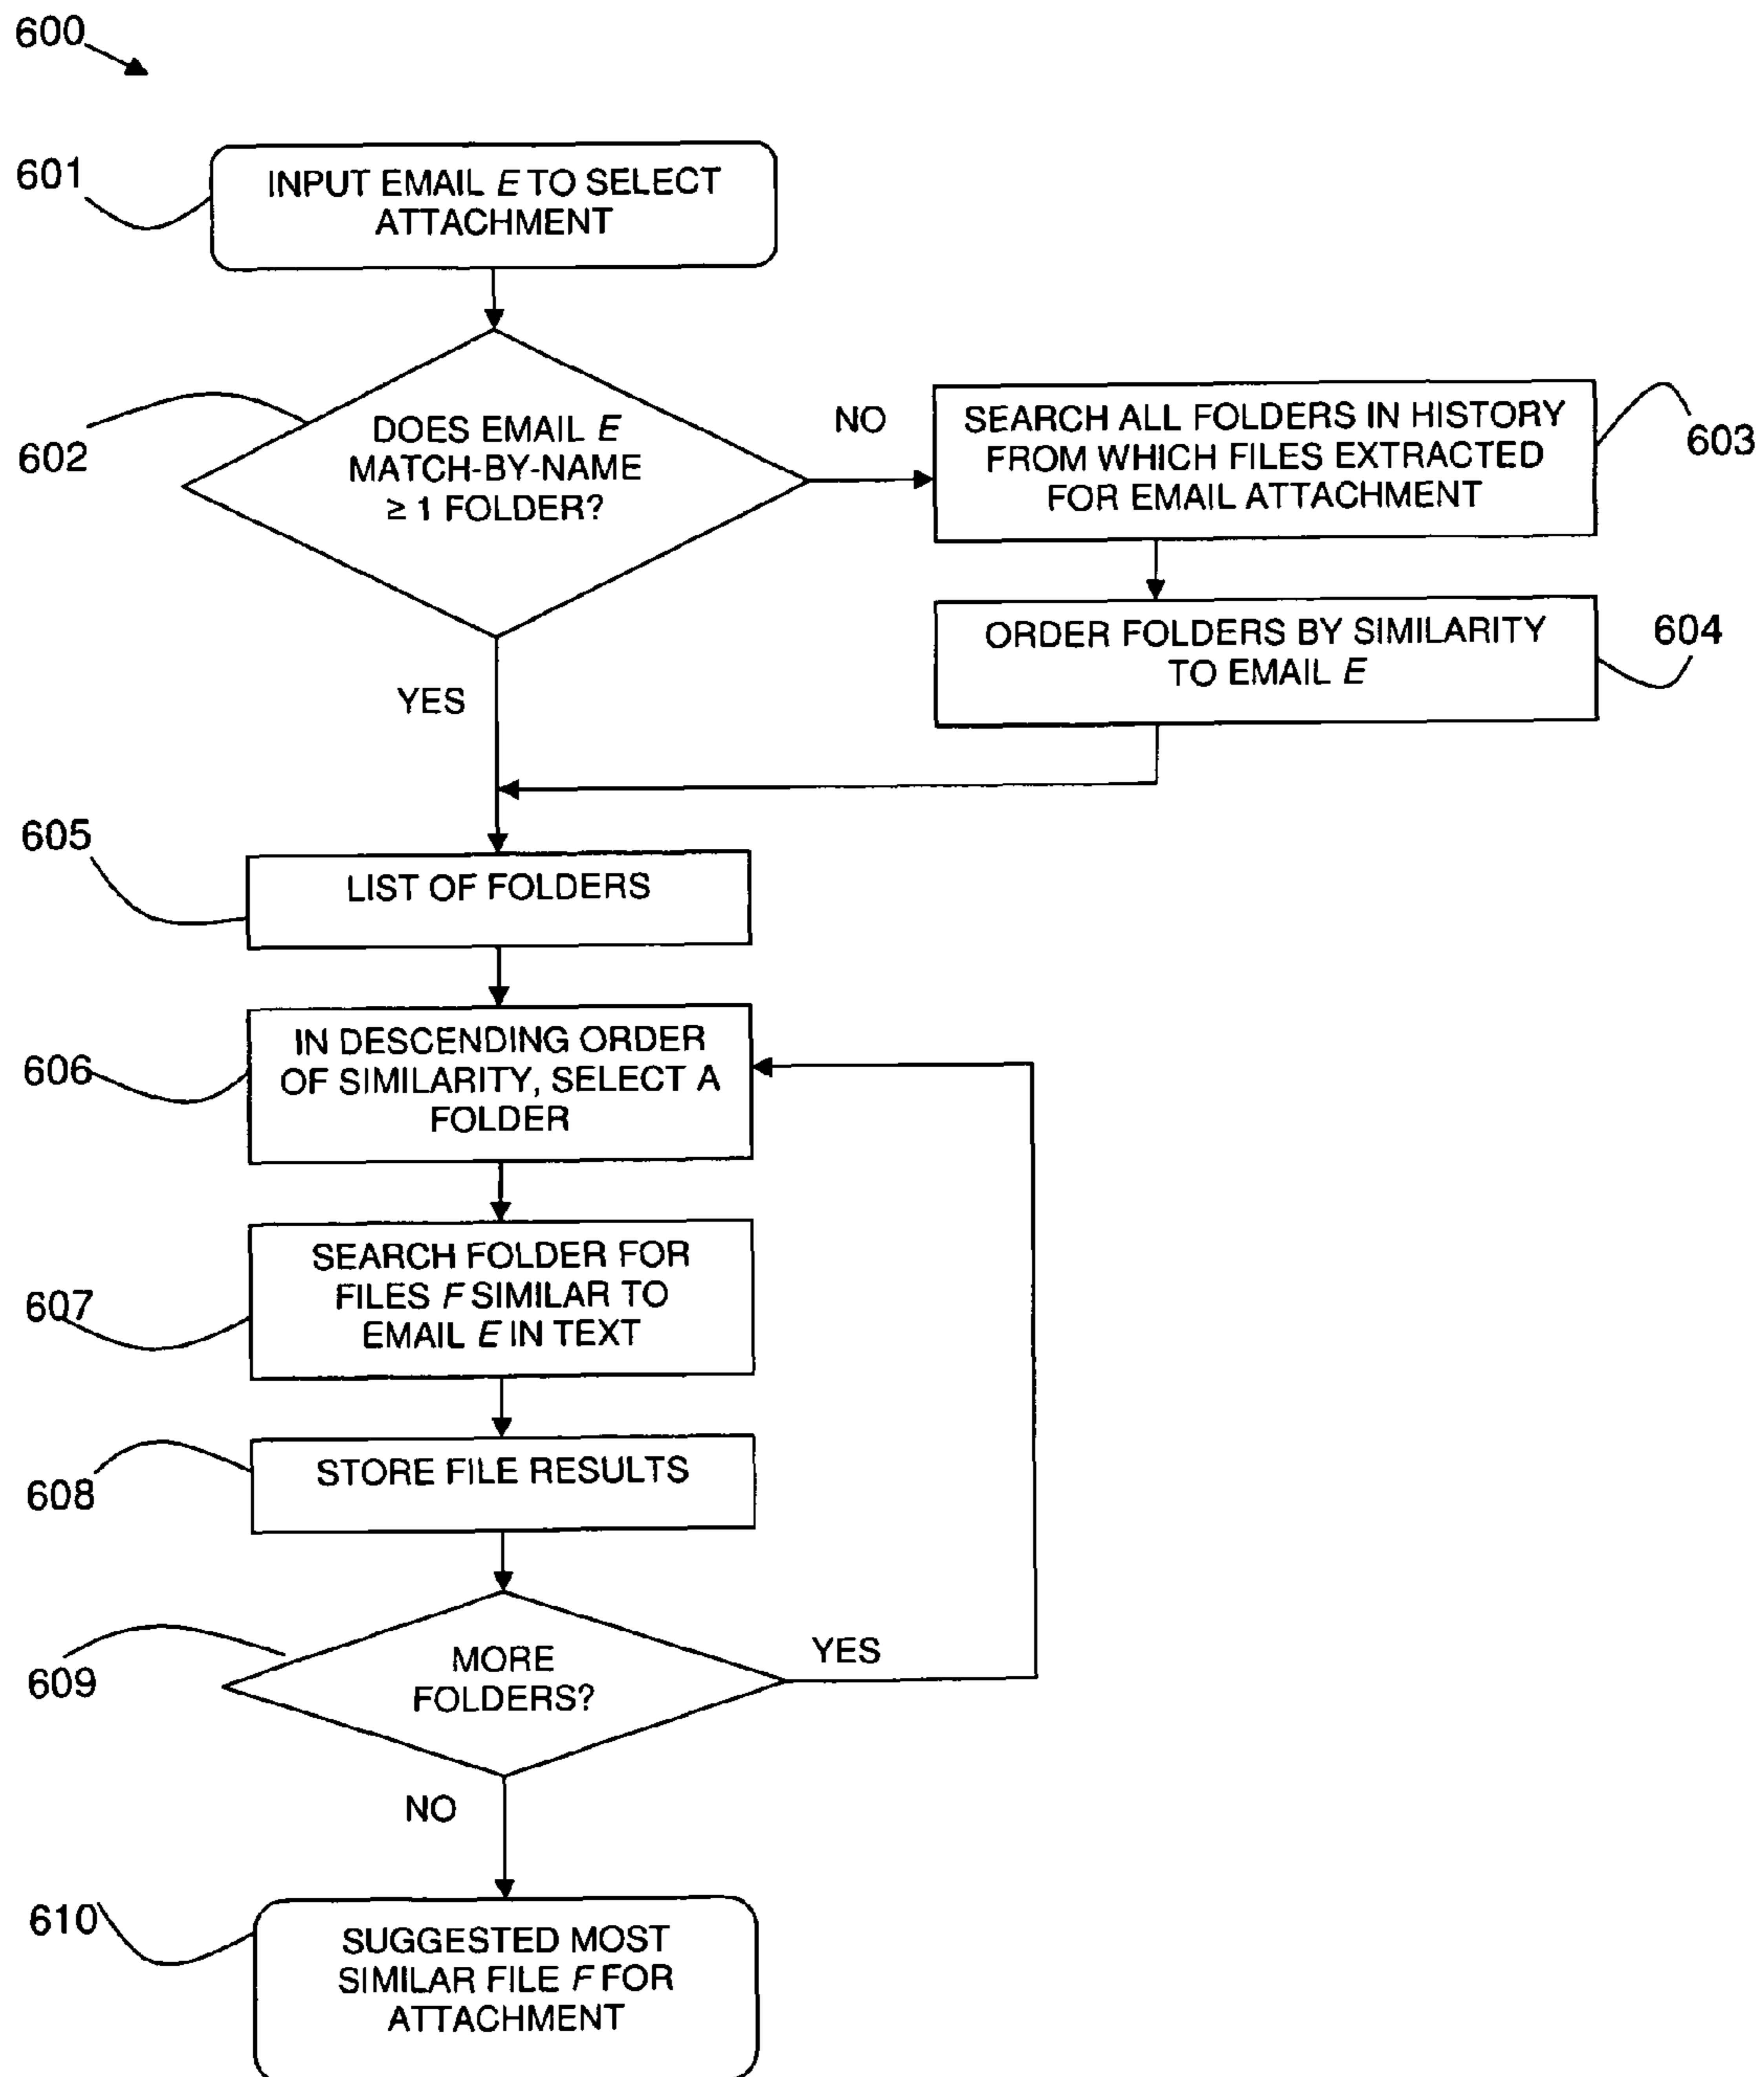 600
601
INPUT EMAIL E TO SELECT
ATTACHMENT
602
DOES EMAIL E
MATCH-BY-NAME
≥ 1 FOLDER?
NO
SEARCH ALL FOLDERS IN HISTORY
FROM WHICH FILES EXTRACTED
FOR EMAIL ATTACHMENT
603
ORDER FOLDERS BY SIMILARITY
TO EMAIL E
604
YES
605
LIST OF FOLDERS
606
IN DESCENDING ORDER
OF SIMILARITY, SELECT A
FOLDER
607
SEARCH FOLDER FOR
FILES F SIMILAR TO
EMAIL E IN TEXT
608
STORE FILE RESULTS
609
MORE
FOLDERS?
YES
NO
610
SUGGESTED MOST
SIMILAR FILE F FOR
ATTACHMENT